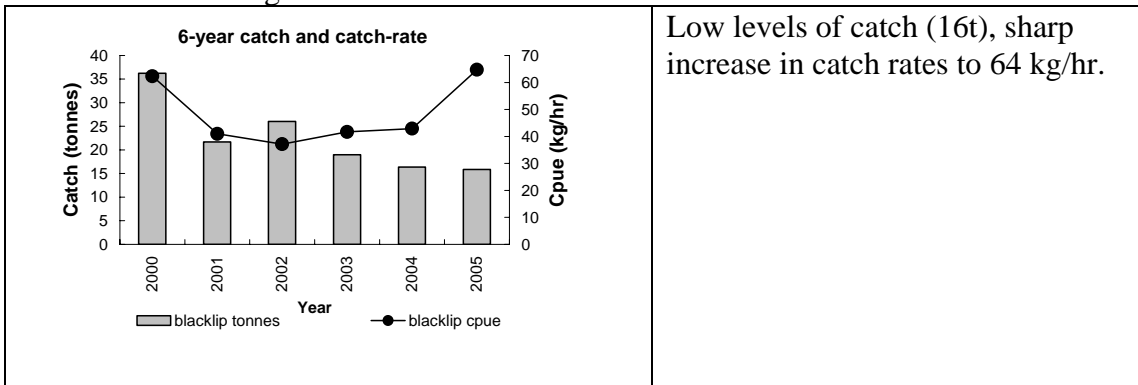 6-year catch and catch-rate
40
35
30
25
20
15
10
5
0
Catch (tonnes)
70
60
50
40
30
20
10
0
Cpue (kg/hr)
2000
2001
2002
2003
2004
2005
Year
blacklip tonnes
blacklip cpue
Low levels of catch (16t), sharp
increase in catch rates to 64 kg/hr.